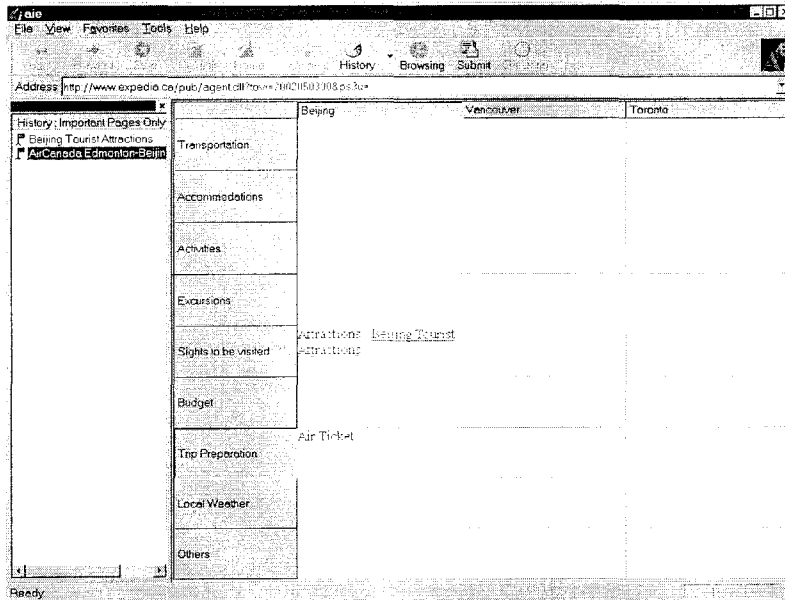 aie
File View Favorites Tools Help
History Browsing Submit
Address http://www.expedia.ca/pub/agent.dll?
History: Important Pages Only
Beijing Tourist Attractions
AirCanada Edmonton-Beijin
Beijing Vancouver Toronto
Transportation
Accommodations
Activities
Excursions
Sights to be visited
Attractions Beijing Tourist
Attractions
Budget
Trip Preparation
Air Ticket
Local Weather
Others
Ready